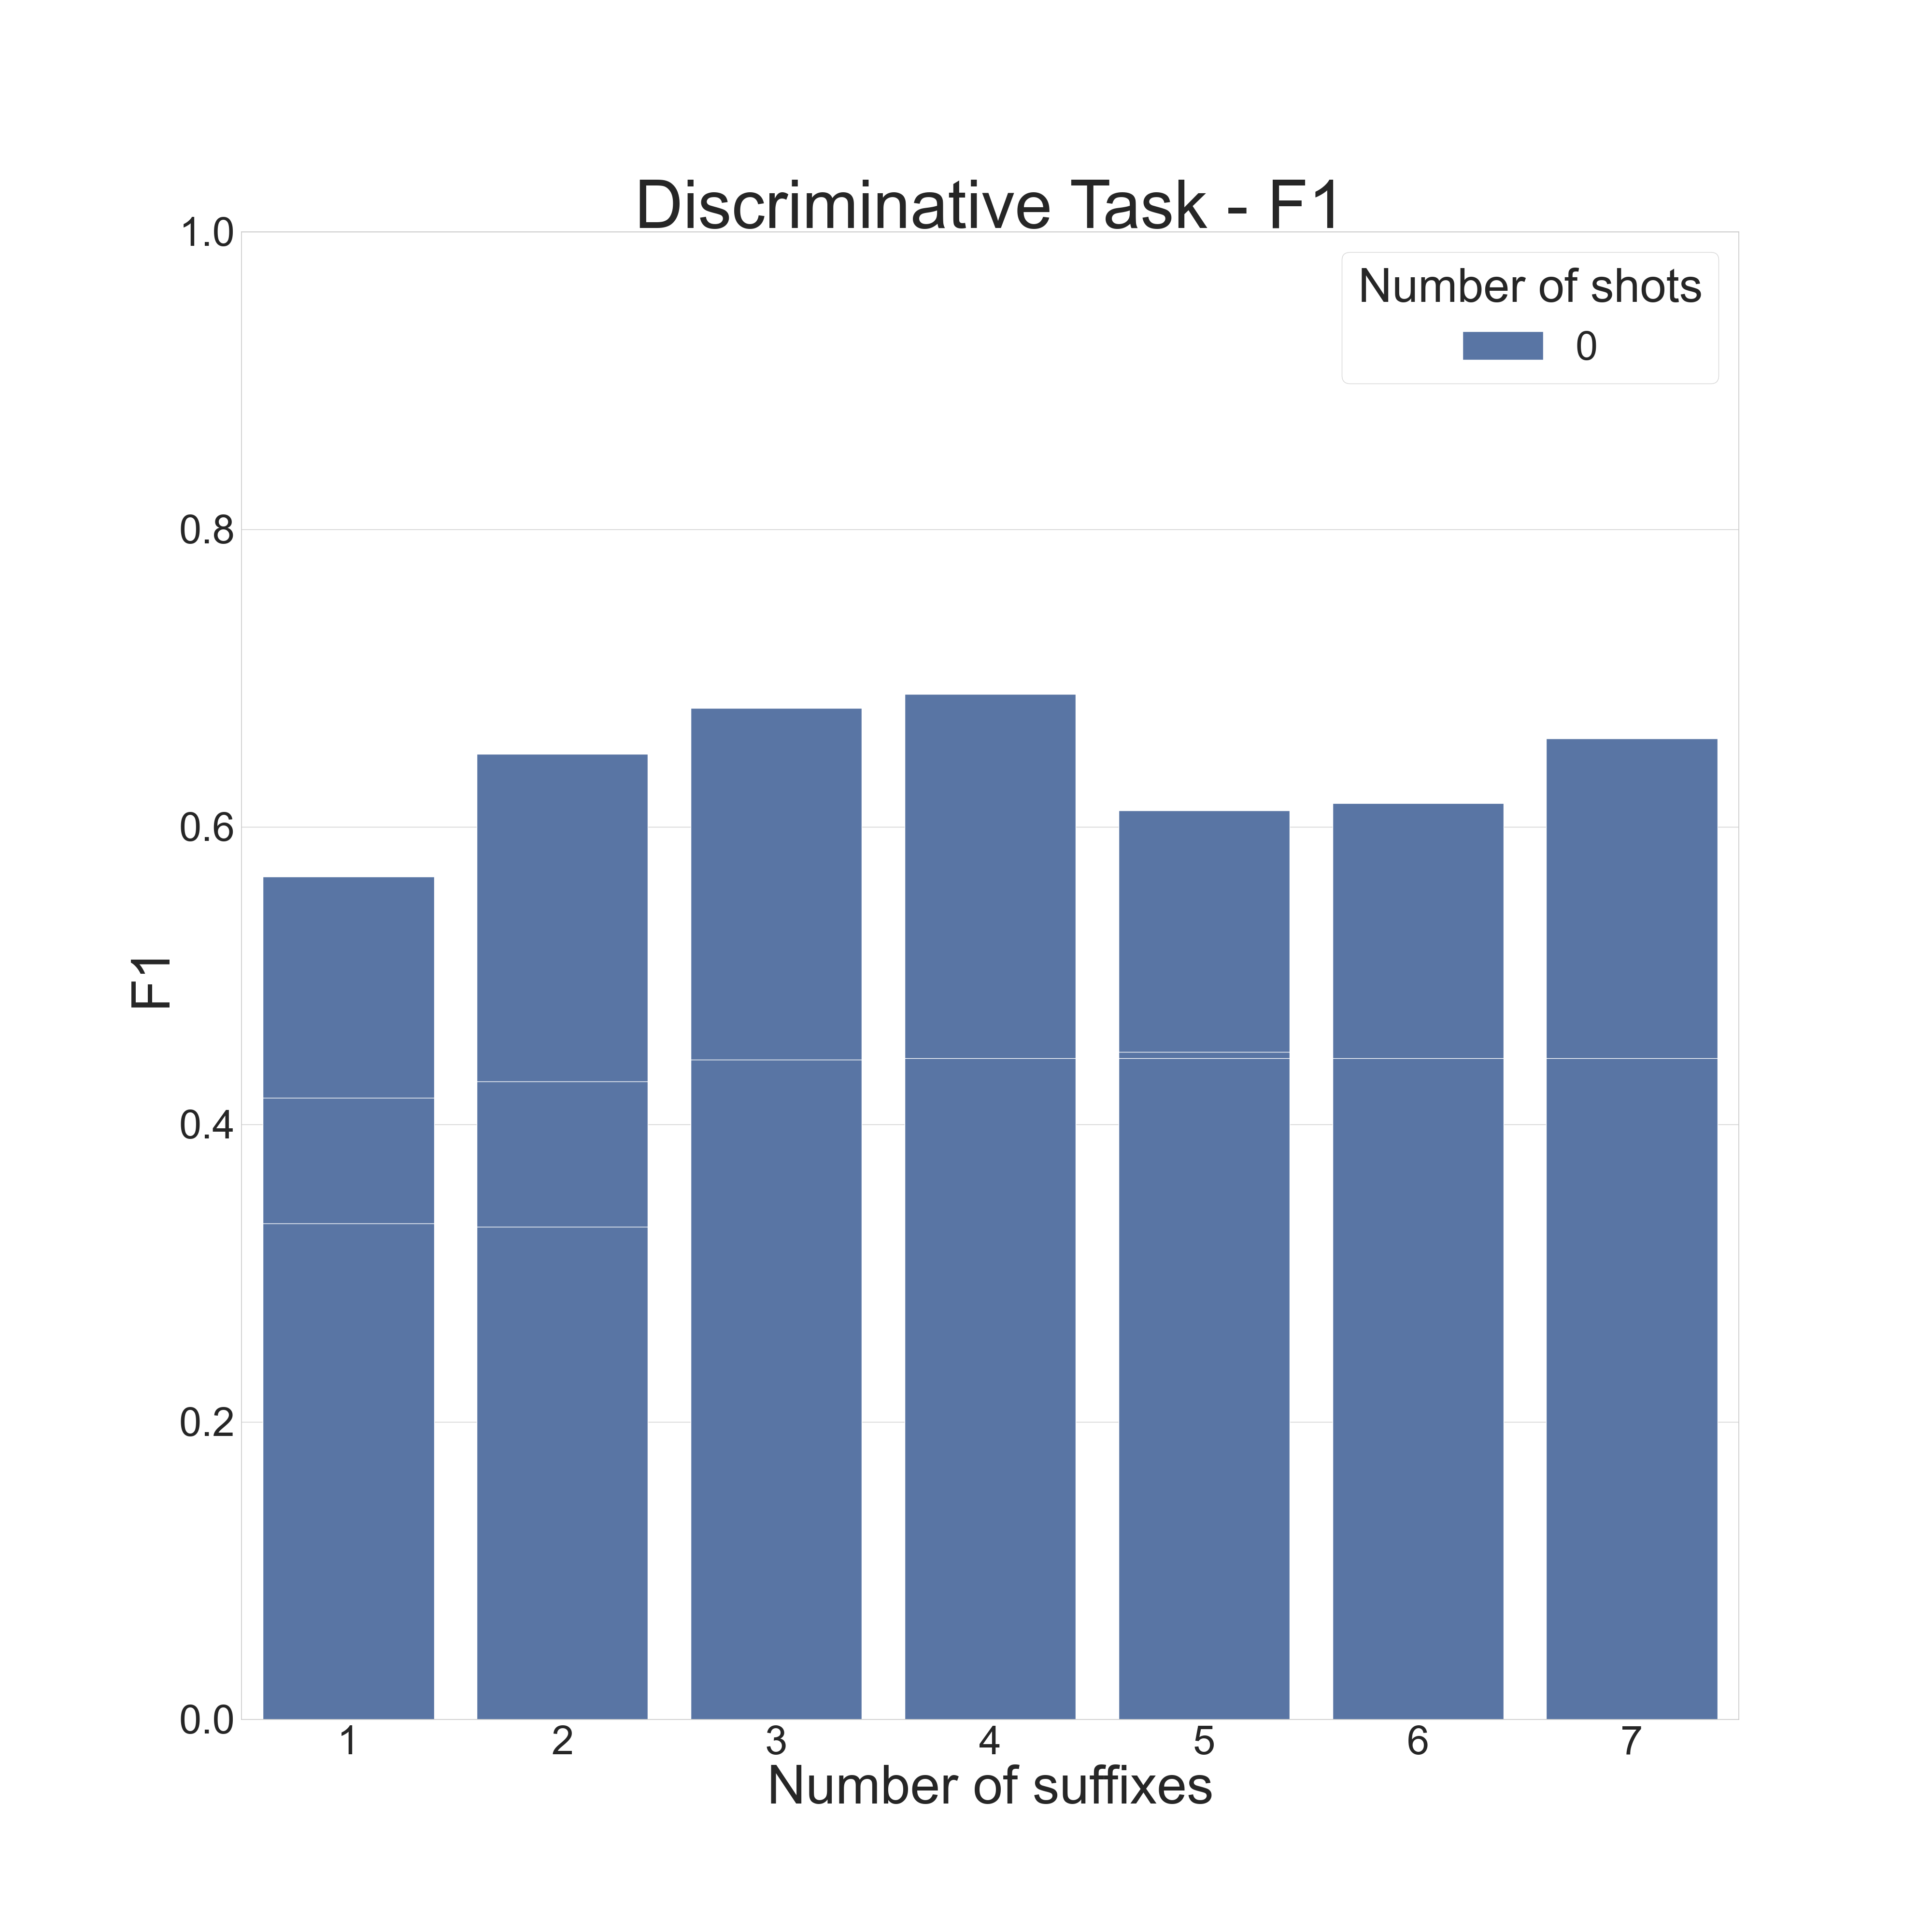 Discriminative Task - F1
1.0
Number of shots
0
0.8
0.6
F1
0.4
0.2
0.0
1 2 3 4 5 6 7
Number of suffixes